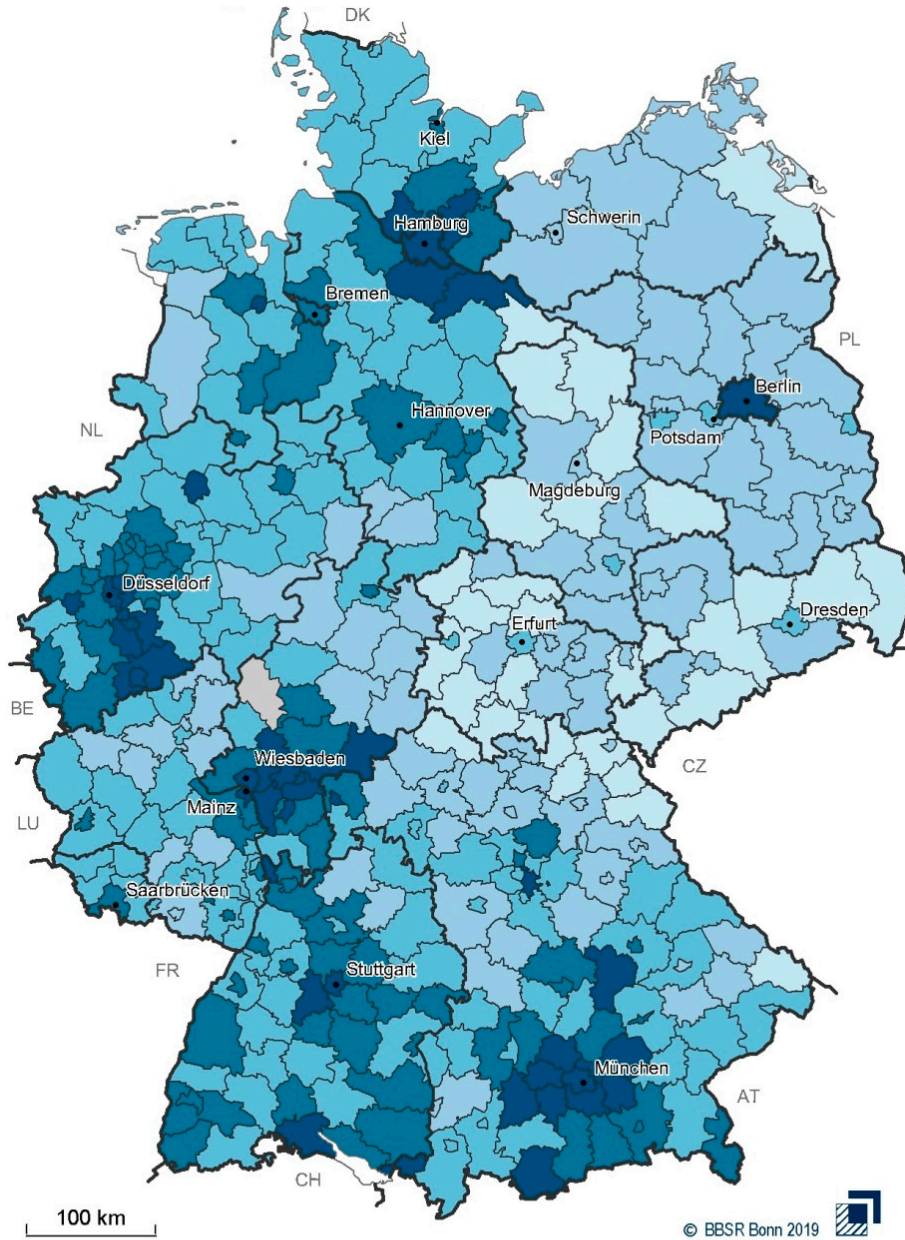 DK
Kiel
Hamburg
Schwerin
Bremen
PL
Berlin
Hannover
Potsdam
NL
Magdeburg
Düsseldorf
Erfurt
Dresden
BE
Wiesbaden
CZ
Mainz
LU
Saarbrücken
FR
Stuttgart
München
AT
CH
100 km
© BBSR Bonn 2019